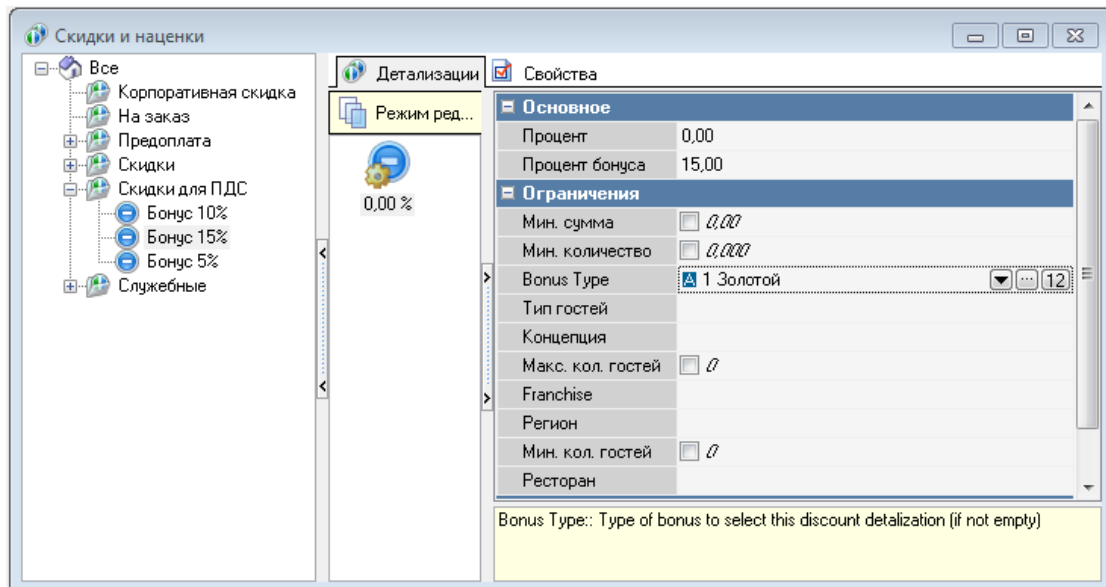 Скидки и наценки
Все
Корпоративная скидка
На заказ
Предоплата
Скидки
Скидки для ПДС
Бонус 10%
Бонус 15%
Бонус 5%
Служебные
Детализации
Свойства
Режим ред...
0,00 %
Основное
Процент 0,00
Процент бонуса 15,00
Ограничения
Мин. сумма 0,00
Мин. количество 0,000
Bonus Type 1 Золотой 12
Тип гостей
Концепция
Макс. кол. гостей 0
Franchise
Регион
Мин. кол. гостей 0
Ресторан
Bonus Type:: Type of bonus to select this discount detalization (if not empty)